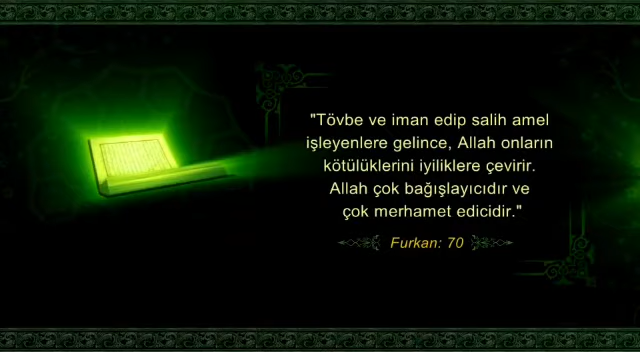 "Tövbe ve iman edip salih amel
işleyenlere gelince, Allah onların
kötülüklerini iyiliklere çevirir.
Allah çok bağışlayıcıdır ve
çok merhamet edicidir."
Furkan: 70